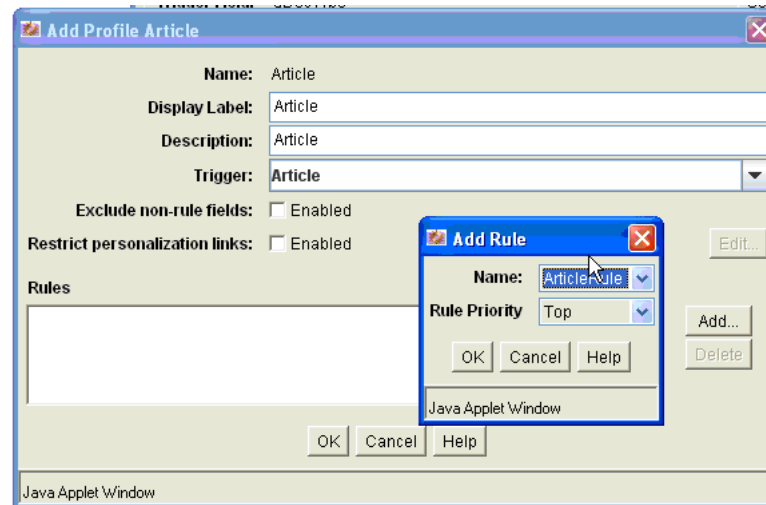 Add Profile Article
Name: Article
Display Label: Article
Description: Article
Trigger: Article
Exclude non-rule fields: Enabled
Restrict personalization links: Enabled
Edit...
Rules
Add...
Delete
Add Rule
Name: ArticleRule
Rule Priority Top
OK Cancel Help
Java Applet Window
OK Cancel Help
Java Applet Window